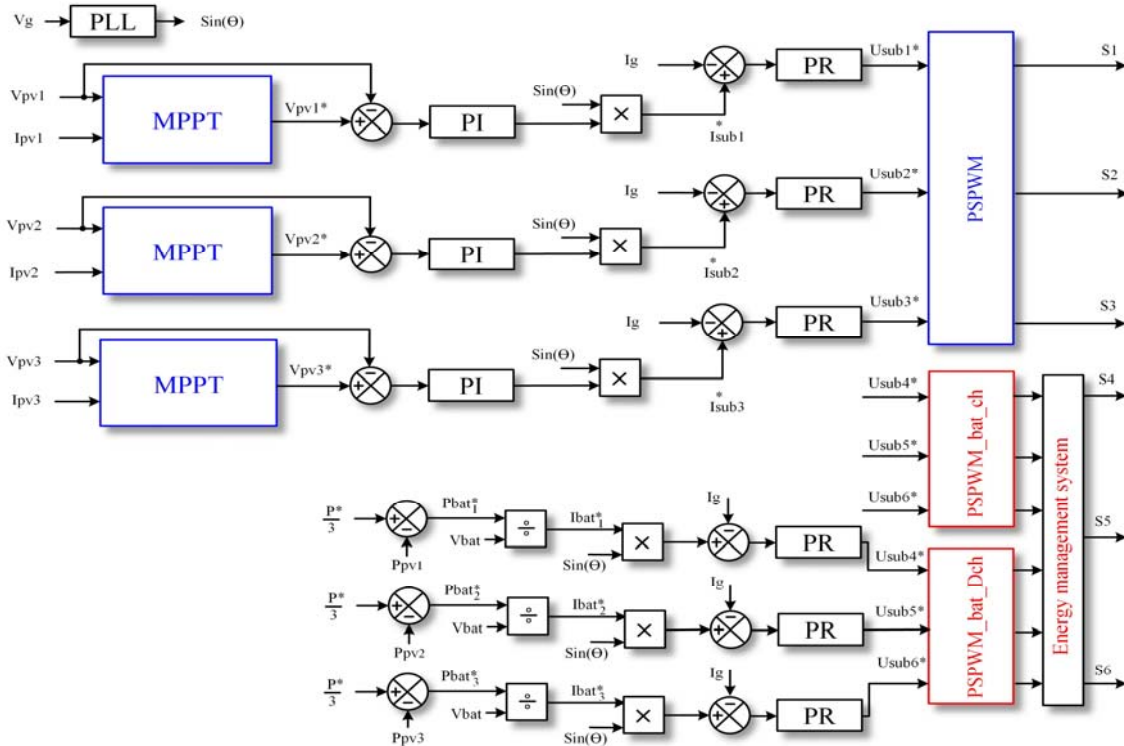 Vg PLL Sin(Θ)
Vpv1 MPPT Vpv1* + − PI Sin(Θ) × *Isub1 Ig − + PR Usub1* S1
Ipv1
PSPWM
Vpv2 MPPT Vpv2* + − PI Sin(Θ) × *Isub2 Ig − + PR Usub2* S2
Ipv2
Vpv3 MPPT Vpv3* + − PI Sin(Θ) × *Isub3 Ig − + PR Usub3* S3
Ipv3
Usub4*
Usub5*
Usub6*
PSPWM_bat_ch
Energy management system
S4
S5
S6
P*/3 + − Ppv1 Pbat*1 Vbat ÷ Ibat*1 Sin(Θ) × Ig + − PR Usub4*
P*/3 + − Ppv2 Pbat*2 Vbat ÷ Ibat*2 Sin(Θ) × Ig + − PR Usub5*
P*/3 + − Ppv3 Pbat*3 Vbat ÷ Ibat*3 Sin(Θ) × Ig + − PR Usub6*
PSPWM_bat_Dch